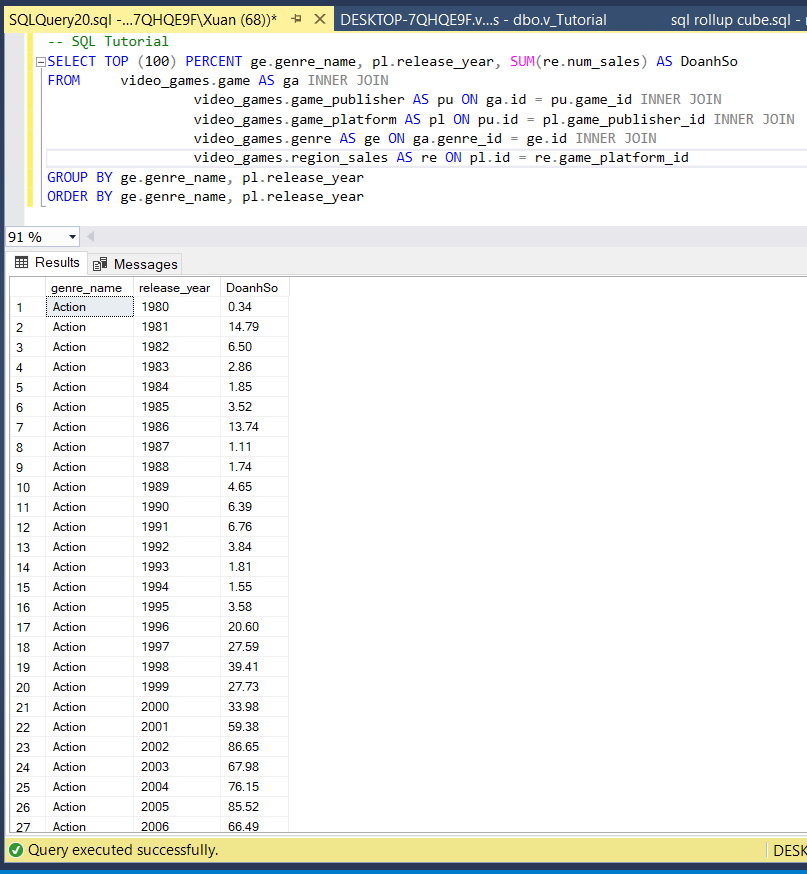 SQLQuery20.sql -...7QHQE9F\Xuan (68))* DESKTOP-7QHQE9F.v...s - dbo.v_Tutorial sql rollup cube.sql -
-- SQL Tutorial
SELECT TOP (100) PERCENT ge.genre_name, pl.release_year, SUM(re.num_sales) AS DoanhSo
FROM video_games.game AS ga INNER JOIN
video_games.game_publisher AS pu ON ga.id = pu.game_id INNER JOIN
video_games.game_platform AS pl ON pu.id = pl.game_publisher_id INNER JOIN
video_games.genre AS ge ON ga.genre_id = ge.id INNER JOIN
video_games.region_sales AS re ON pl.id = re.game_platform_id
GROUP BY ge.genre_name, pl.release_year
ORDER BY ge.genre_name, pl.release_year
91 %
Results Messages
genre_name release_year DoanhSo
1 Action 1980 0.34
2 Action 1981 14.79
3 Action 1982 6.50
4 Action 1983 2.86
5 Action 1984 1.85
6 Action 1985 3.52
7 Action 1986 13.74
8 Action 1987 1.11
9 Action 1988 1.74
10 Action 1989 4.65
11 Action 1990 6.39
12 Action 1991 6.76
13 Action 1992 3.84
14 Action 1993 1.81
15 Action 1994 1.55
16 Action 1995 3.58
17 Action 1996 20.60
18 Action 1997 27.59
19 Action 1998 39.41
20 Action 1999 27.73
21 Action 2000 33.98
22 Action 2001 59.38
23 Action 2002 86.65
24 Action 2003 67.98
25 Action 2004 76.15
26 Action 2005 85.52
27 Action 2006 66.49
Query executed successfully. DESK